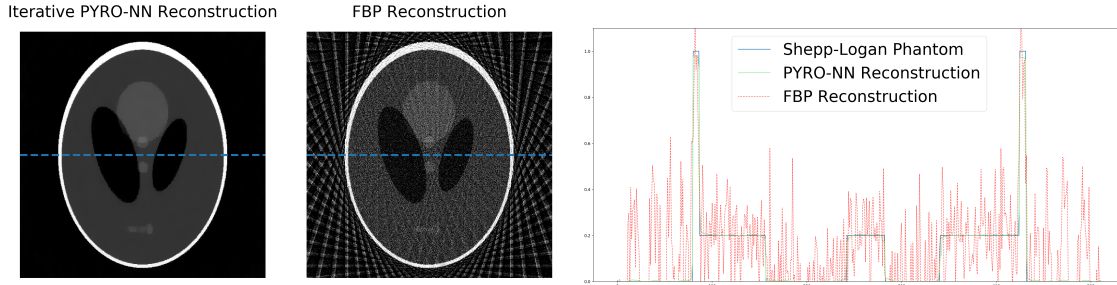 Iterative PYRO-NN Reconstruction
FBP Reconstruction
Shepp-Logan Phantom
PYRO-NN Reconstruction
FBP Reconstruction
1.0
0.8
0.6
0.4
0.2
0.0